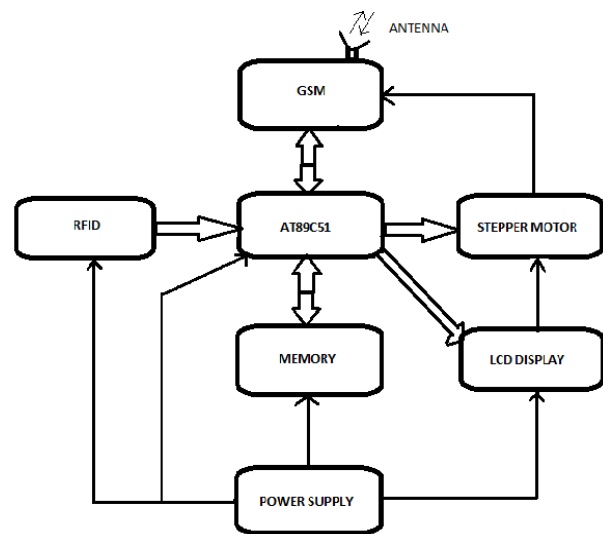 ANTENNA
GSM
RFID
AT89C51
STEPPER MOTOR
MEMORY
LCD DISPLAY
POWER SUPPLY